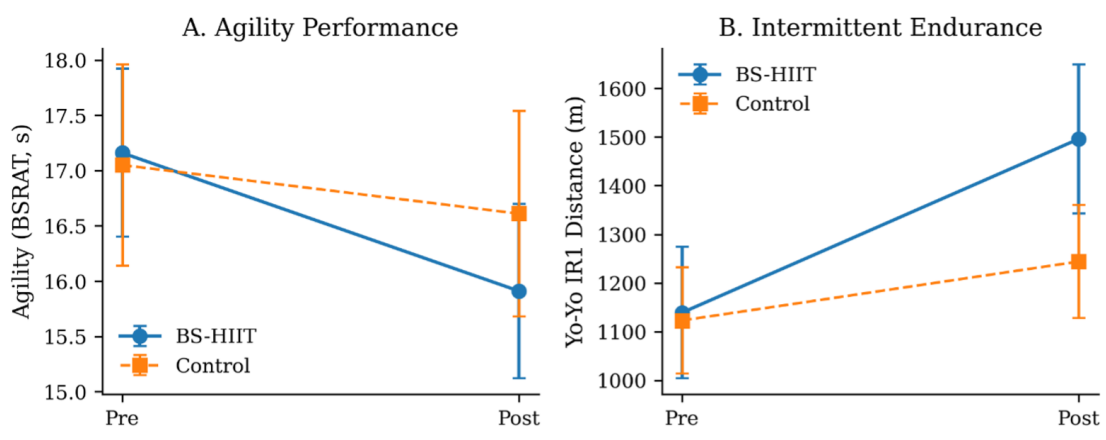 A. Agility Performance
Agility (BSRAT, s)
18.0
17.5
17.0
16.5
16.0
15.5
15.0
BS-HIIT
Control
Pre
Post
B. Intermittent Endurance
Yo-Yo IR1 Distance (m)
1600
1500
1400
1300
1200
1100
1000
BS-HIIT
Control
Pre
Post